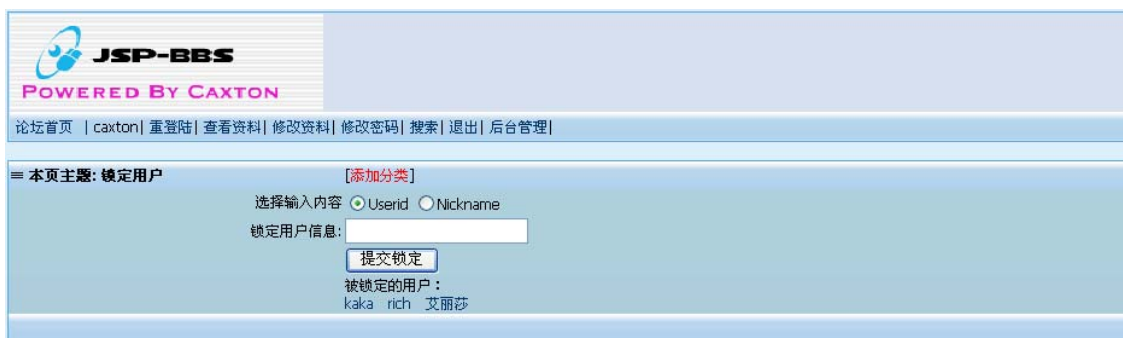 JSP-BBS
POWERED BY CAXTON
论坛首页 | caxton| 重登陆| 查看资料| 修改资料| 修改密码| 搜索| 退出| 后台管理|
≡ 本页主题: 锁定用户 [添加分类]
选择输入内容 Userid Nickname
锁定用户信息:
提交锁定
被锁定的用户：
kaka rich 艾丽莎